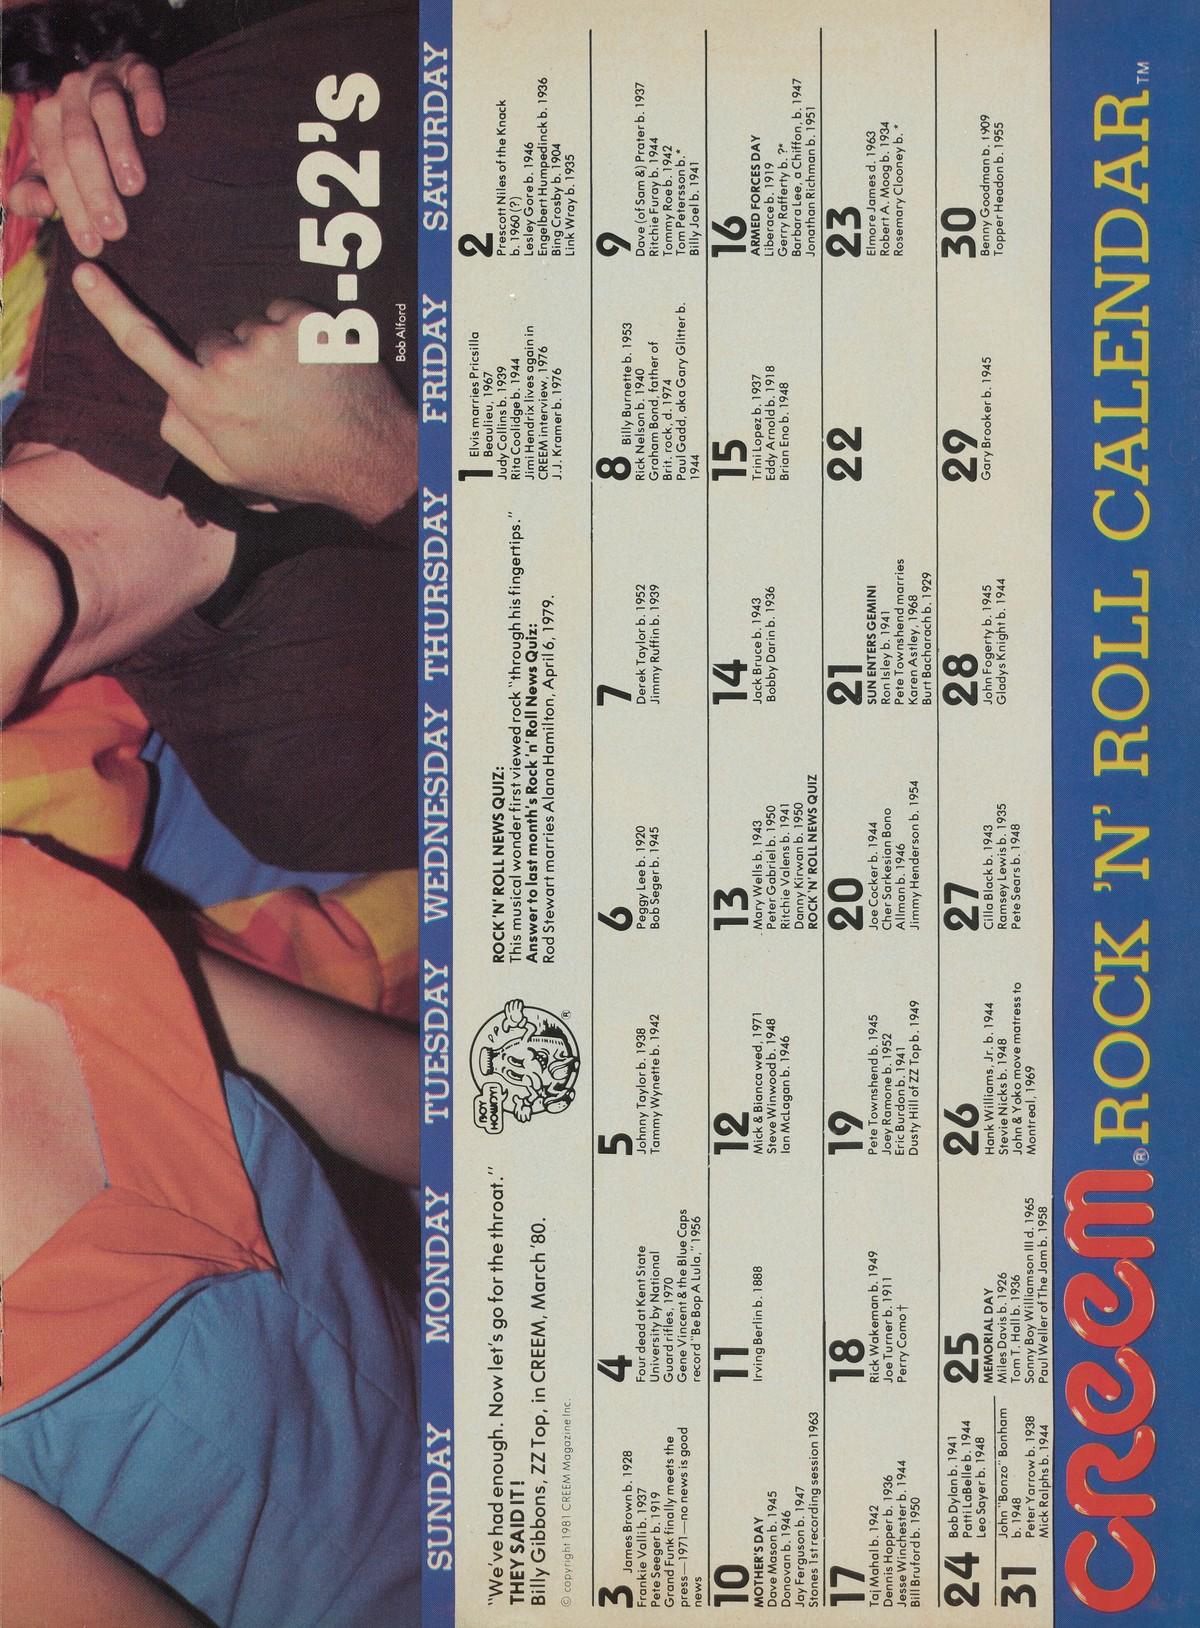 B-52's
Bob Alford
SUNDAY MONDAY TUESDAY WEDNESDAY THURSDAY FRIDAY SATURDAY
"We've had enough. Now let's go for the throat."
THEY SAID IT!
Billy Gibbons, ZZ Top, in CREEM, March '80.
© copyright 1981 CREEM Magazine Inc.
BOY
HOWDY!
®
ROCK 'N' ROLL NEWS QUIZ:
This musical wonder first viewed rock "through his fingertips."
Answer to last month's Rock 'n' Roll News Quiz:
Rod Stewart marries Alana Hamilton, April 6, 1979.
1
Elvis marries Pricsilla
Beaulieu, 1967
Judy Collins b. 1939
Rita Coolidge b. 1944
Jimi Hendrix lives again in
CREEM interview, 1976
J.J. Kramer b. 1976
2
Prescott Niles of the Knack
b. 1960 (?)
Lesley Gore b. 1946
Engelbert Humpedinck b. 1936
Bing Crosby b. 1904
Link Wray b. 1935
3
James Brown b. 1928
Frankie Valli b. 1937
Pete Seeger b. 1919
Grand Funk finally meets the
press—1971—no news is good
news
4
Four dead at Kent State
University by National
Guard rifles, 1970
Gene Vincent & the Blue Caps
record "Be Bop A Lula," 1956
5
Johnny Taylor b. 1938
Tammy Wynette b. 1942
6
Peggy Lee b. 1920
Bob Seger b. 1945
7
Derek Taylor b. 1952
Jimmy Ruffin b. 1939
8
Billy Burnette b. 1953
Rick Nelson b. 1940
Graham Bond, father of
Brit. rock, d. 1974
Paul Gadd, aka Gary Glitter b.
1944
9
Dave (of Sam &) Prater b. 1937
Ritchie Furay b. 1944
Tommy Roe b. 1942
Tom Petersson b. *
Billy Joel b. 1941
10
MOTHER'S DAY
Dave Mason b. 1945
Donovan b. 1946
Jay Ferguson b. 1947
Stones 1st recording session 1963
11
Irving Berlin b. 1888
12
Mick & Bianca wed, 1971
Steve Winwood b. 1948
Ian McLagan b. 1946
13
Mary Wells b. 1943
Peter Gabriel b. 1950
Ritchie Valens b. 1941
Danny Kirwan b. 1950
ROCK 'N' ROLL NEWS QUIZ
14
Jack Bruce b. 1943
Bobby Darin b. 1936
15
Trini Lopez b. 1937
Eddy Arnold b. 1918
Brian Eno b. 1948
16
ARMED FORCES DAY
Liberace b. 1919
Gerry Rafferty b. ?*
Barbara Lee, a Chiffon, b. 1947
Jonathan Richman b. 1951
17
Taj Mahal b. 1942
Dennis Hopper b. 1936
Jesse Winchester b. 1944
Bill Bruford b. 1950
18
Rick Wakeman b. 1949
Joe Turner b. 1911
Perry Como †
19
Pete Townshend b. 1945
Joey Ramone b. 1952
Eric Burdon b. 1941
Dusty Hill of ZZ Top b. 1949
20
Joe Cocker b. 1944
Cher Sarkesian Bono
Allman b. 1946
Jimmy Henderson b. 1954
21
SUN ENTERS GEMINI
Ron Isley b. 1941
Pete Townshend marries
Karen Astley, 1968
Burt Bacharach b. 1929
22
23
Elmore James d. 1963
Robert A. Moog b. 1934
Rosemary Clooney b. *
24
Bob Dylan b. 1941
Patti LaBelle b. 1944
Leo Sayer b. 1948
31
John "Bonzo" Bonham
b. 1948
Peter Yarrow b. 1938
Mick Ralphs b. 1944
25
MEMORIAL DAY
Miles Davis b. 1926
Tom T. Hall b. 1936
Sonny Boy Williamson III d. 1965
Paul Weller of The Jam b. 1958
26
Hank Williams, Jr. b. 1944
Stevie Nicks b. 1948
John & Yoko move matress to
Montreal, 1969
27
Cilla Black b. 1943
Ramsey Lewis b. 1935
Pete Sears b. 1948
28
John Fogerty b. 1945
Gladys Knight b. 1944
29
Gary Brooker b. 1945
30
Benny Goodman b. 1909
Topper Headon b. 1955
CREEM® ROCK 'N' ROLL CALENDAR™